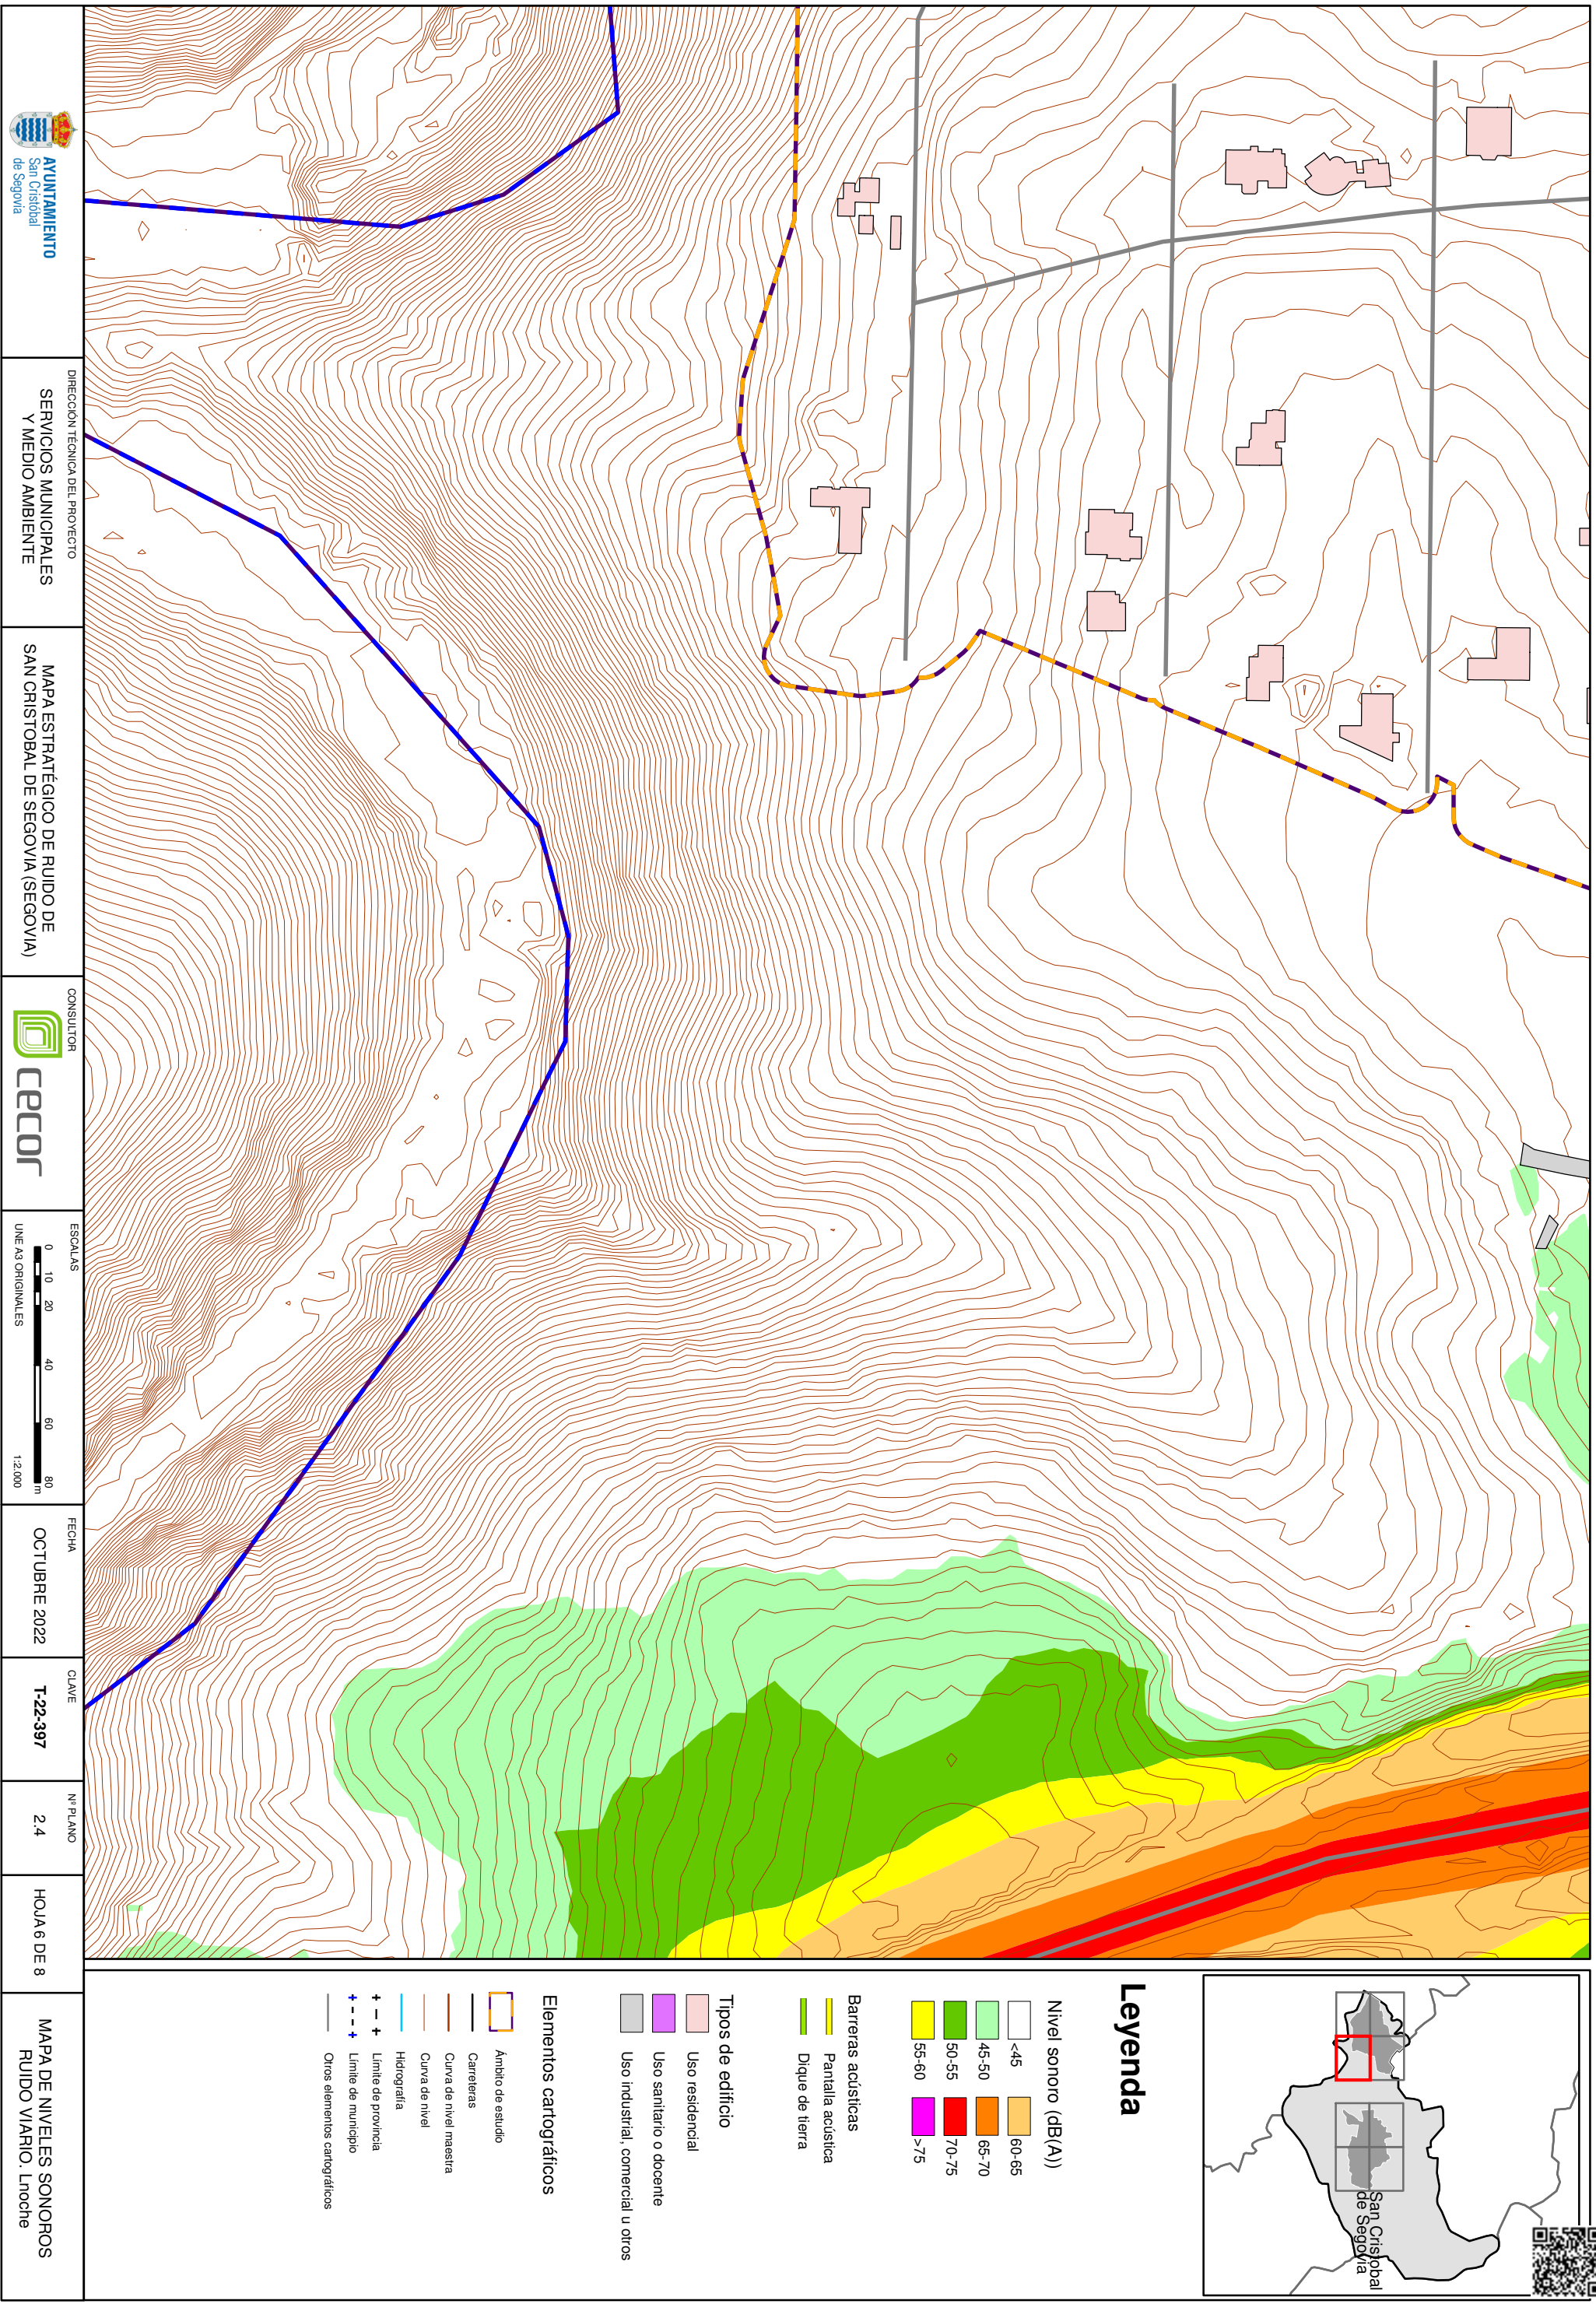 San Cristobal
de Segovia
Leyenda
Nivel sonoro (dB(A))
<45
45-50
50-55
55-60
60-65
65-70
70-75
>75
Barreras acústicas
Pantalla acústica
Dique de tierra
Tipos de edificio
Uso residencial
Uso sanitario o docente
Uso industrial, comercial u otros
Elementos cartográficos
Ámbito de estudio
Carreteras
Curva de nivel maestra
Curva de nivel
Hidrografía
Límite de provincia
Límite de municipio
Otros elementos cartográficos
AYUNTAMIENTO
San Cristóbal
de Segovia
DIRECCIÓN TÉCNICA DEL PROYECTO
SERVICIOS MUNICIPALES
Y MEDIO AMBIENTE
MAPA ESTRATÉGICO DE RUIDO DE
SAN CRISTOBAL DE SEGOVIA (SEGOVIA)
CONSULTOR
cecor
ESCALAS
0 10 20 40 60 80
m
UNE A3 ORIGINALES 1:2.000
FECHA
OCTUBRE 2022
CLAVE
T-22-397
Nº PLANO
2.4
HOJA 6 DE 8
MAPA DE NIVELES SONOROS
RUIDO VIARIO. Lnoche